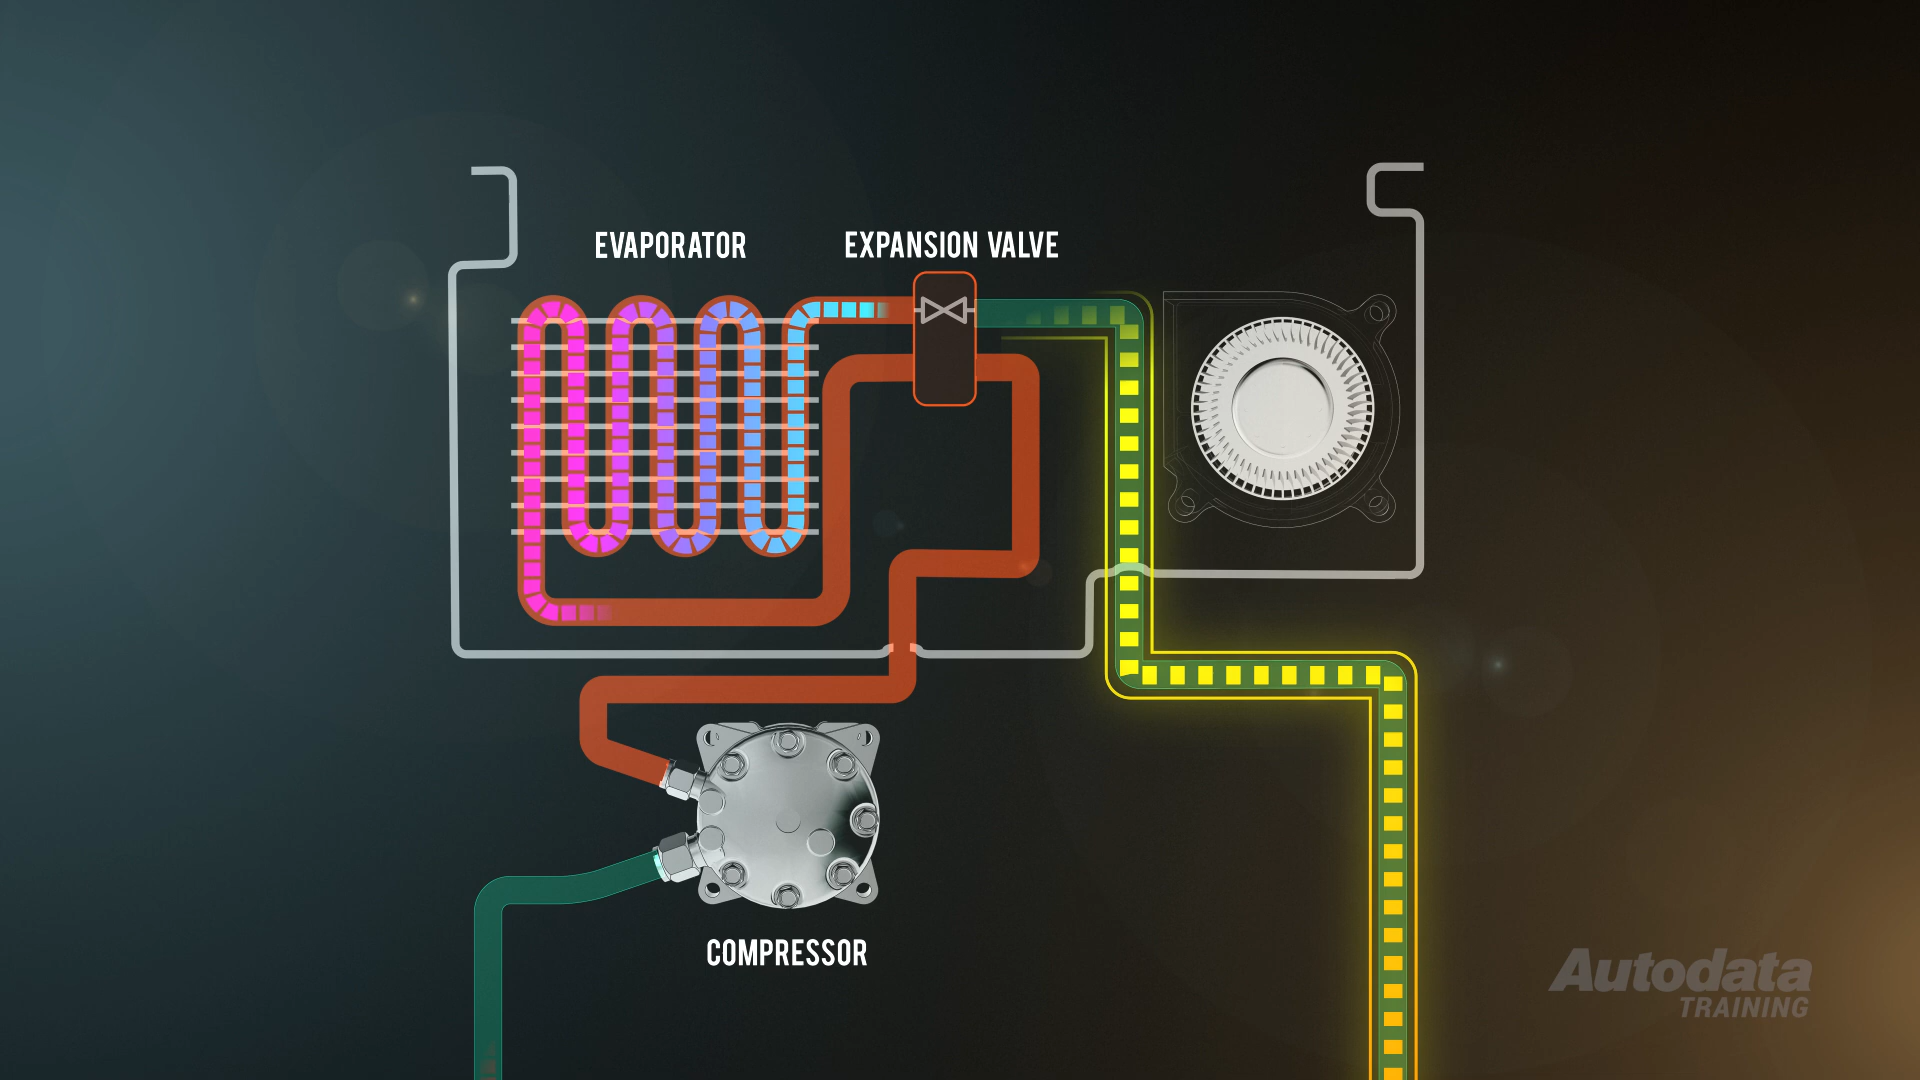 EVAPORATOR
EXPANSION VALVE
COMPRESSOR
Autodata
TRAINING